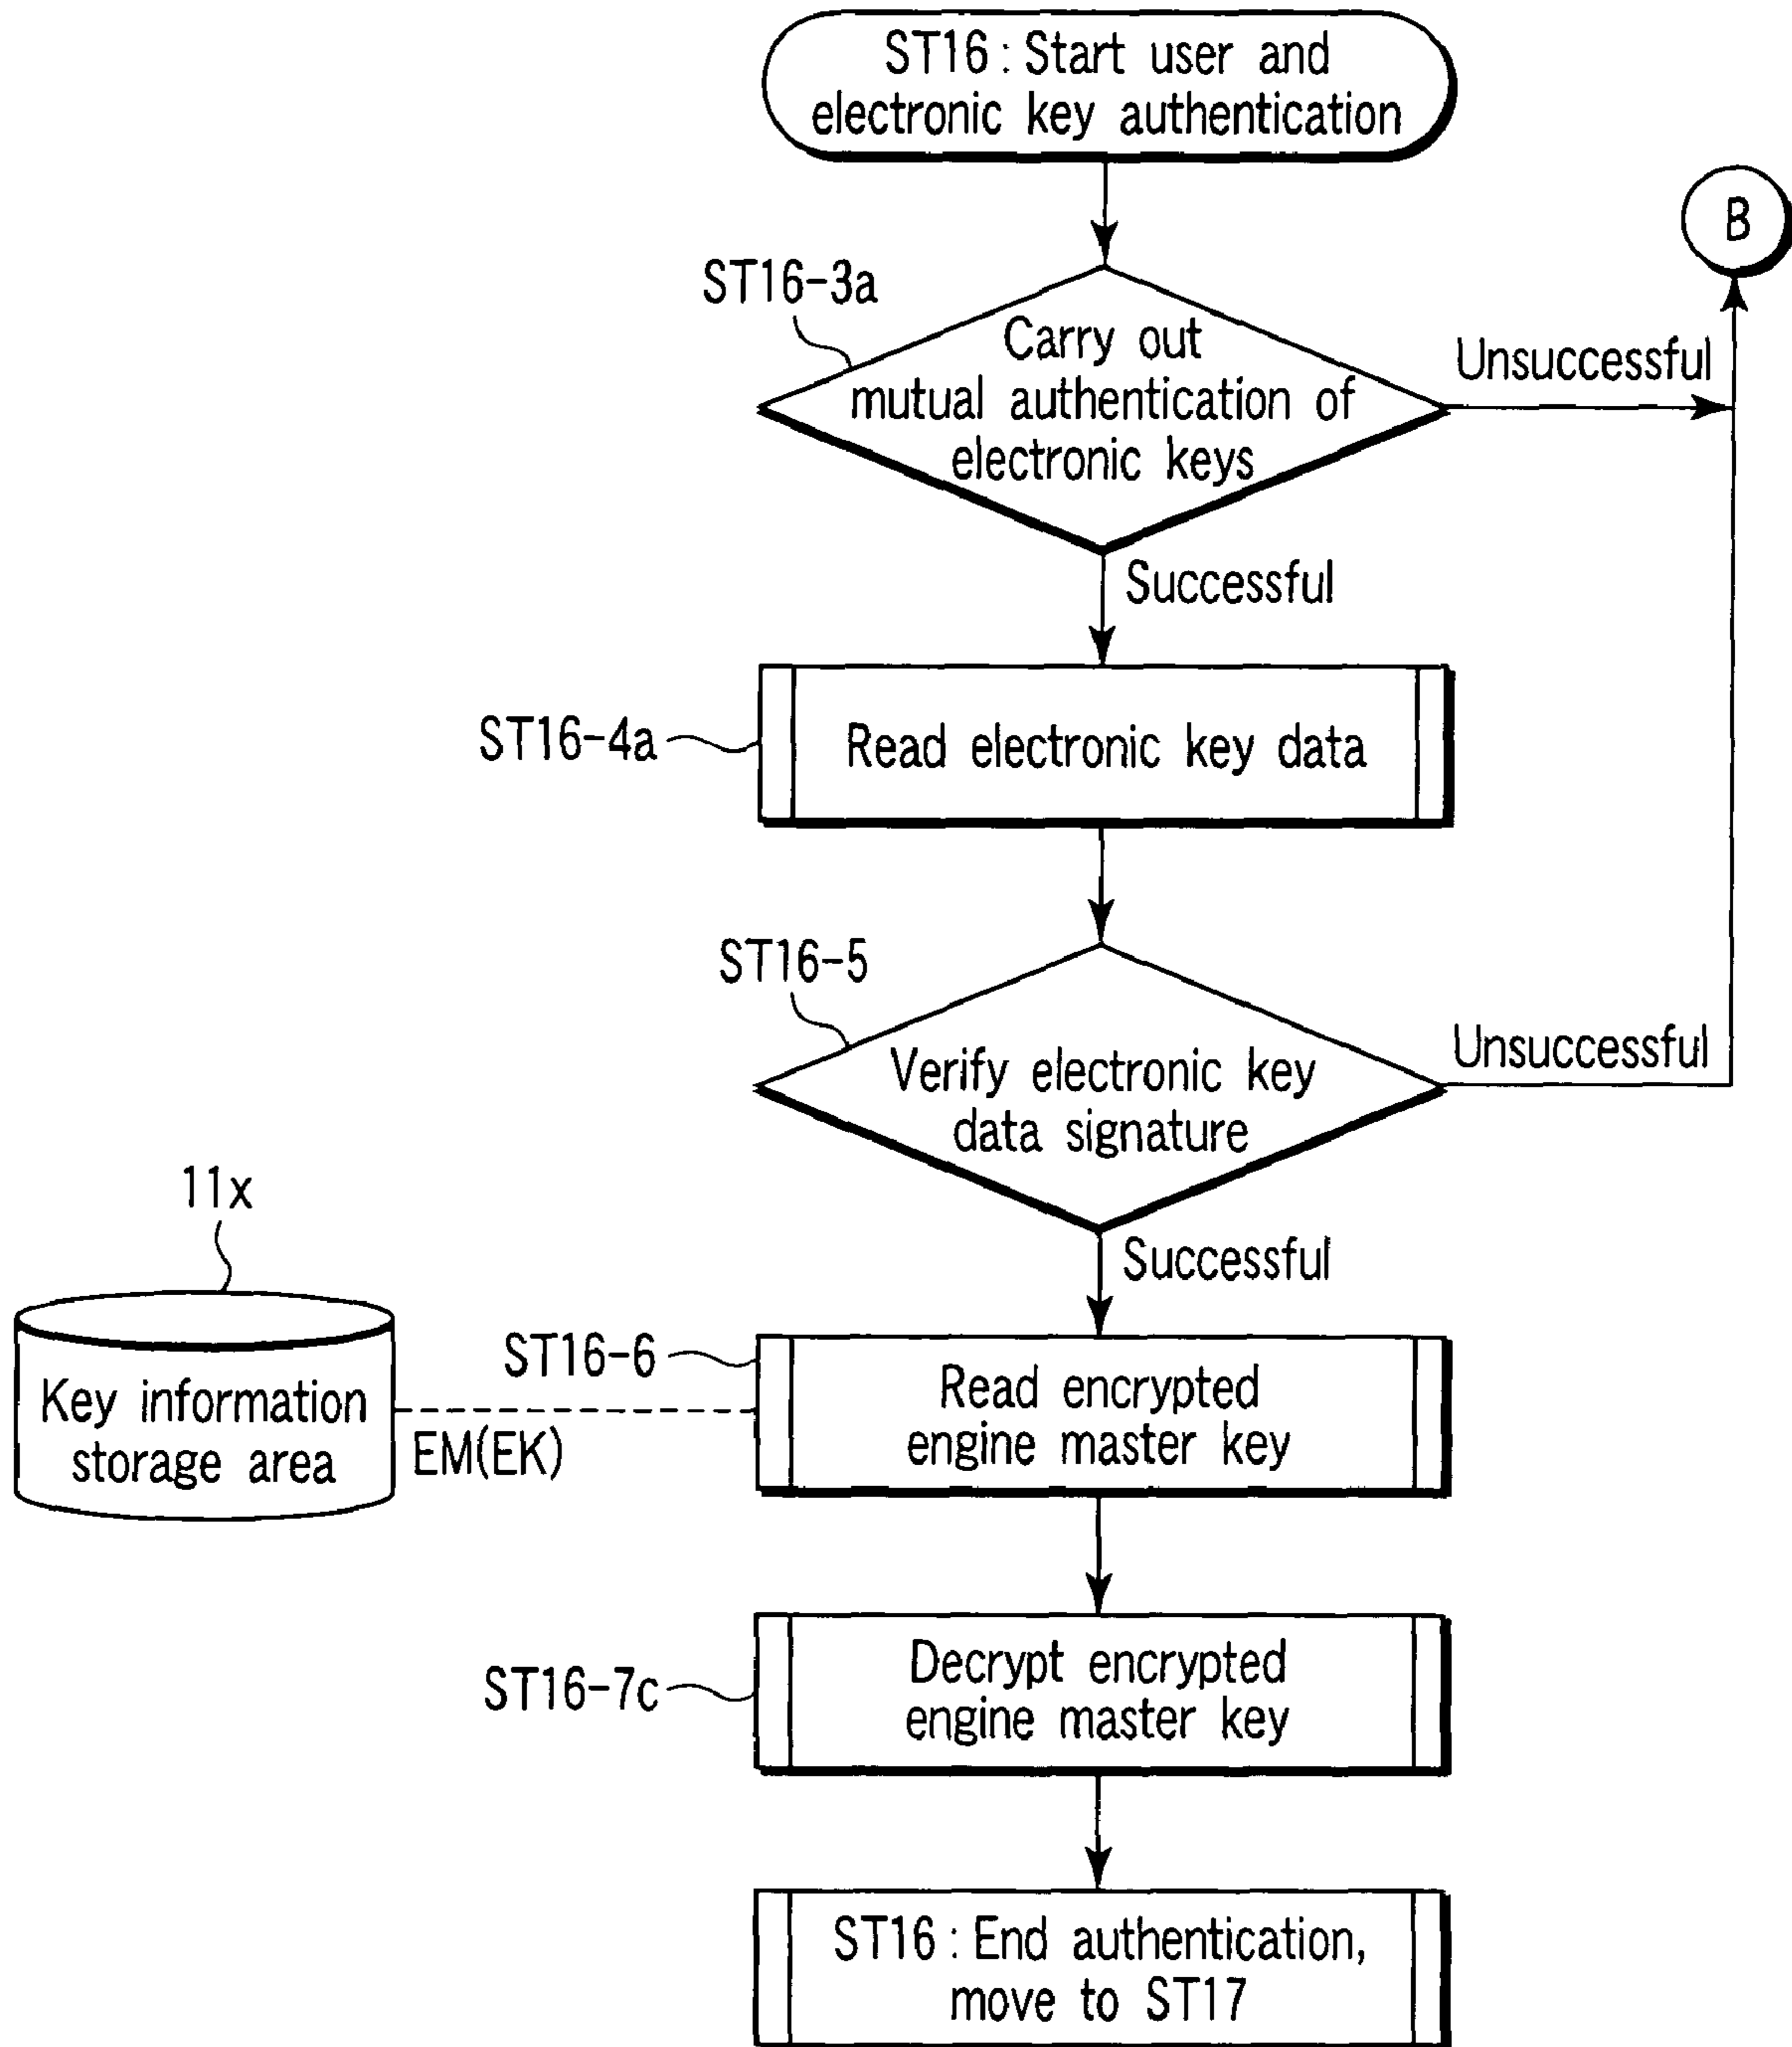 ST16 : Start user and
electronic key authentication
B
ST16-3a
Carry out
mutual authentication of
electronic keys
Unsuccessful
Successful
ST16-4a
Read electronic key data
ST16-5
Verify electronic key
data signature
Unsuccessful
Successful
11x
Key information
storage area
EM(EK)
ST16-6
Read encrypted
engine master key
ST16-7c
Decrypt encrypted
engine master key
ST16 : End authentication,
move to ST17